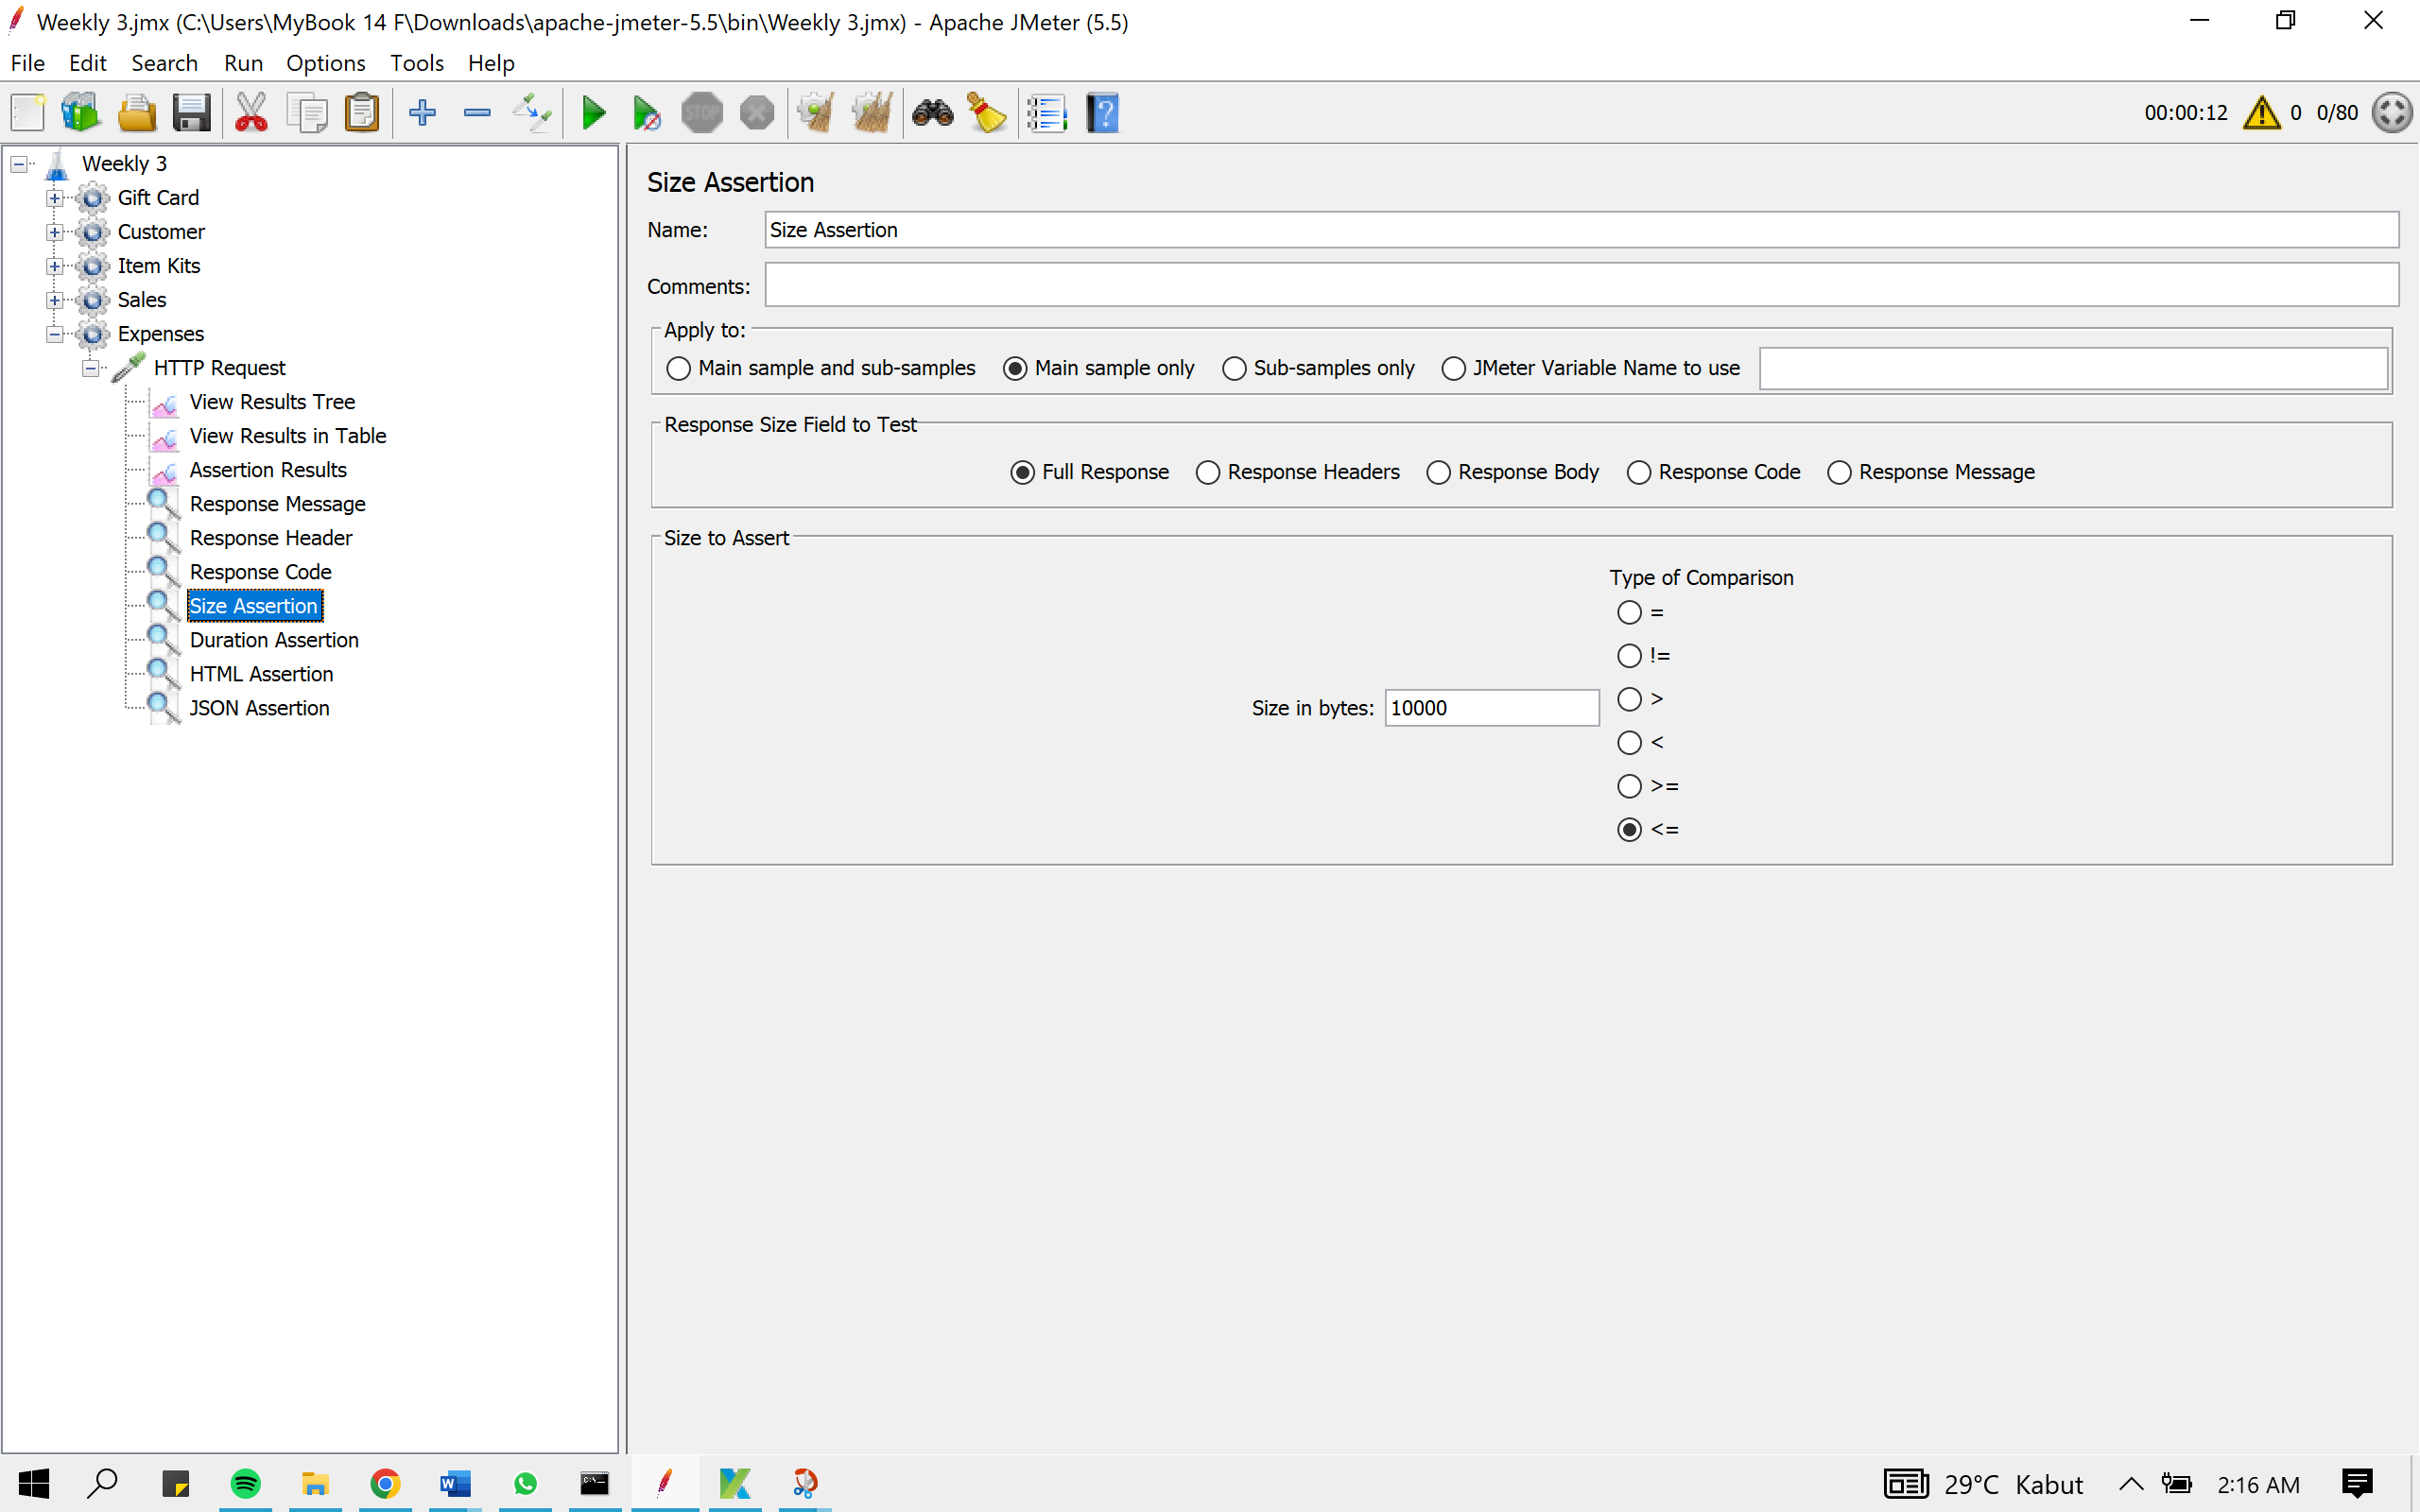 Weekly 3.jmx (C:\Users\MyBook 14 F\Downloads\apache-jmeter-5.5\bin\Weekly 3.jmx) - Apache JMeter (5.5)
File Edit Search Run Options Tools Help
STOP
00:00:12 0 0/80
Weekly 3
Gift Card
Customer
Item Kits
Sales
Expenses
HTTP Request
View Results Tree
View Results in Table
Assertion Results
Response Message
Response Header
Response Code
Size Assertion
Duration Assertion
HTML Assertion
JSON Assertion
Size Assertion
Name: Size Assertion
Comments:
Apply to:
Main sample and sub-samples Main sample only Sub-samples only JMeter Variable Name to use
Response Size Field to Test
Full Response Response Headers Response Body Response Code Response Message
Size to Assert
Type of Comparison
=
!=
>
Size in bytes: 10000
<
>=
<=
29°C Kabut 2:16 AM